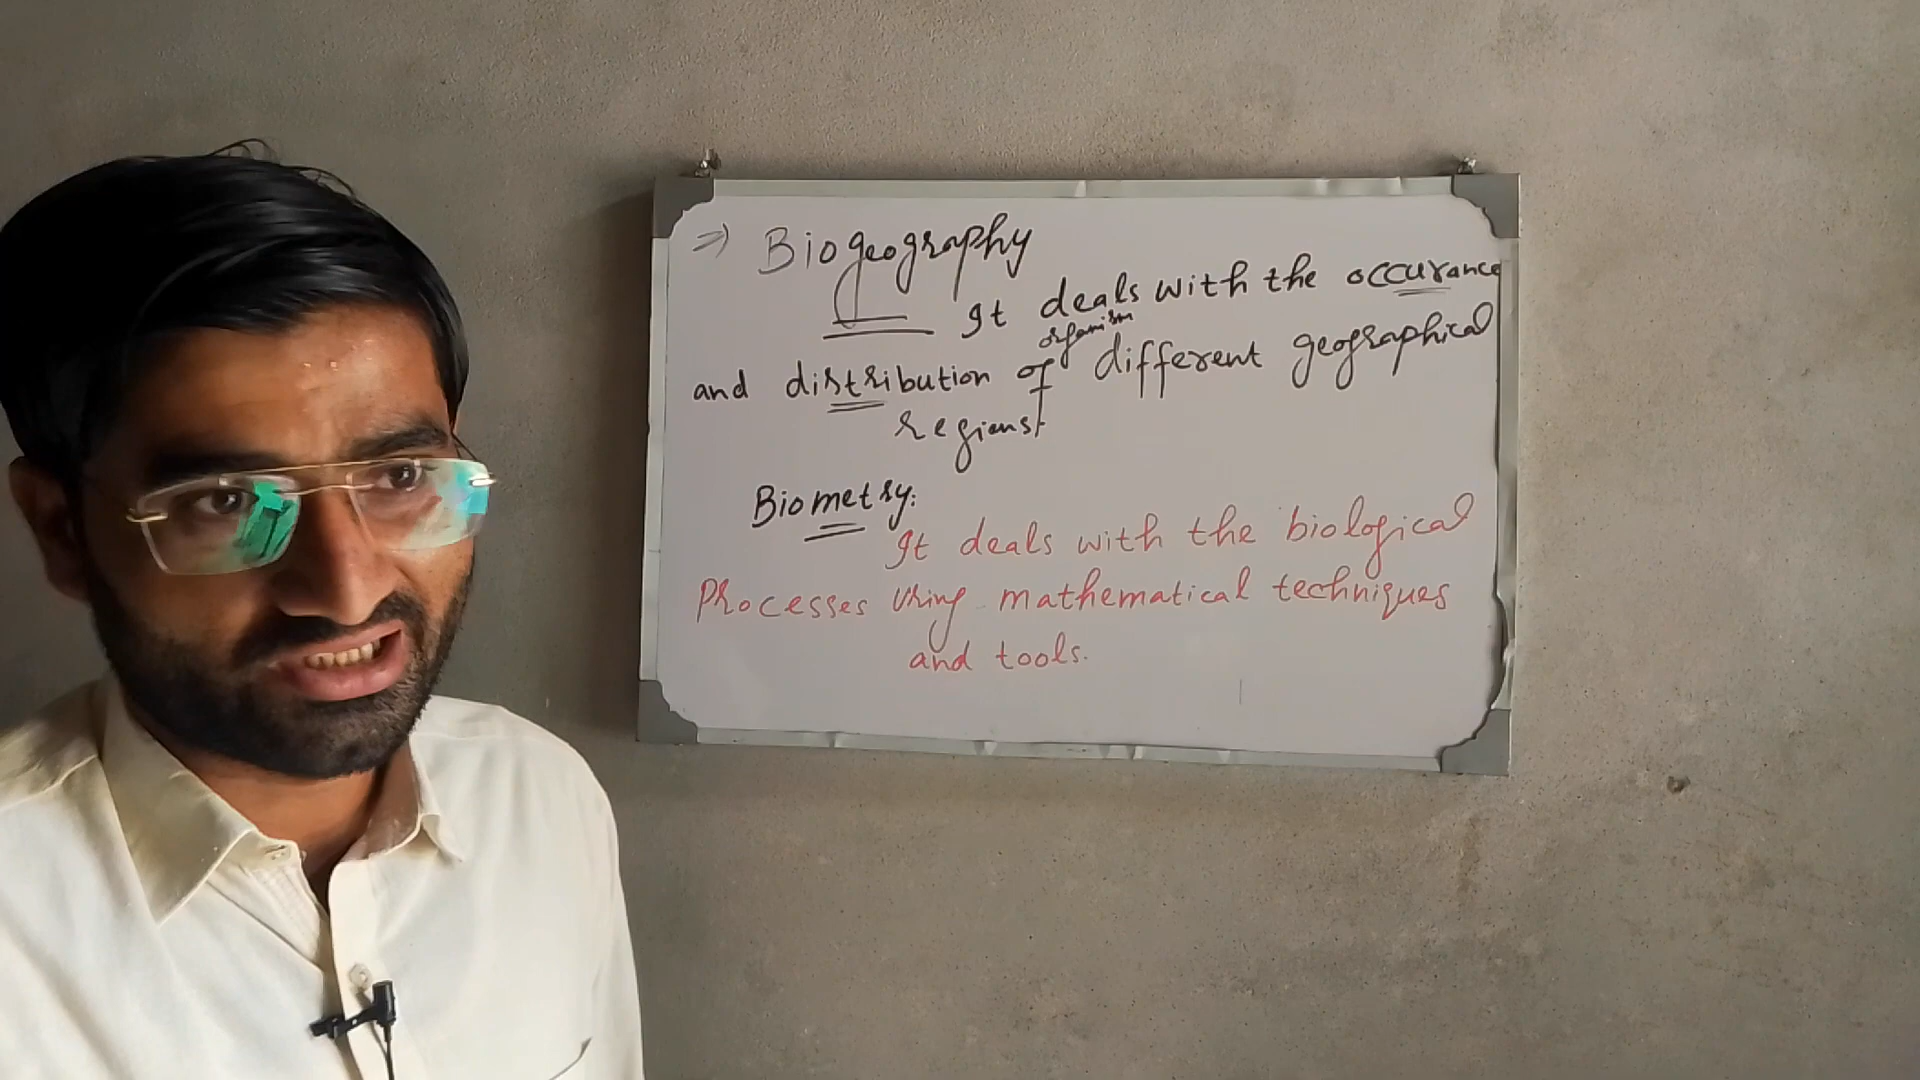 ⇒ Biogeography
It deals with the occurance
organism
and distribution of different geographical
regions
Biometry:
It deals with the biological
Processes using mathematical techniques
and tools.